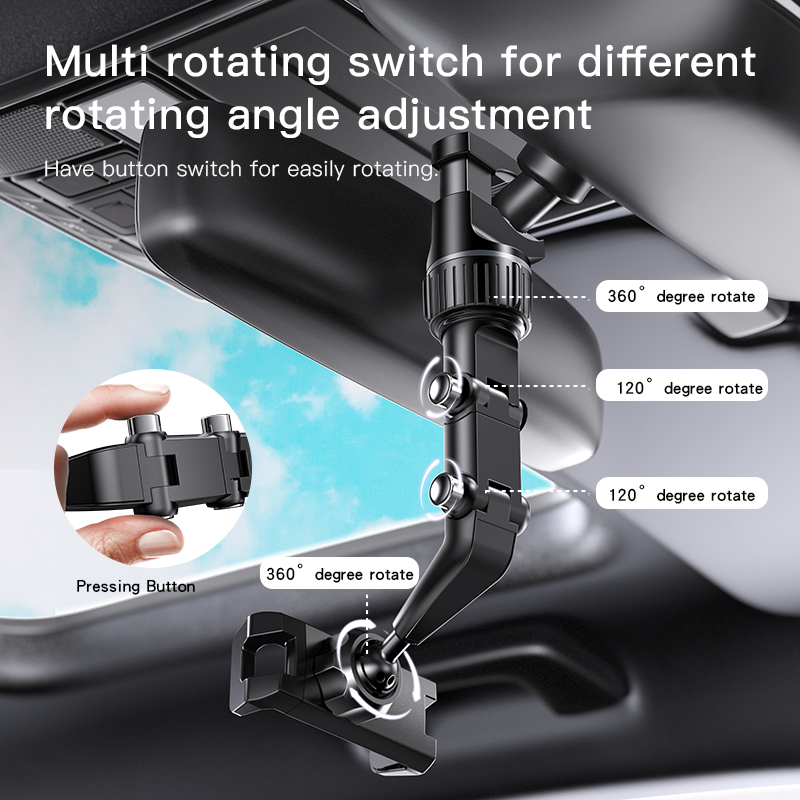 Multi rotating switch for different
rotating angle adjustment
Have button switch for easily rotating.
360° degree rotate
120° degree rotate
120° degree rotate
360° degree rotate
Pressing Button